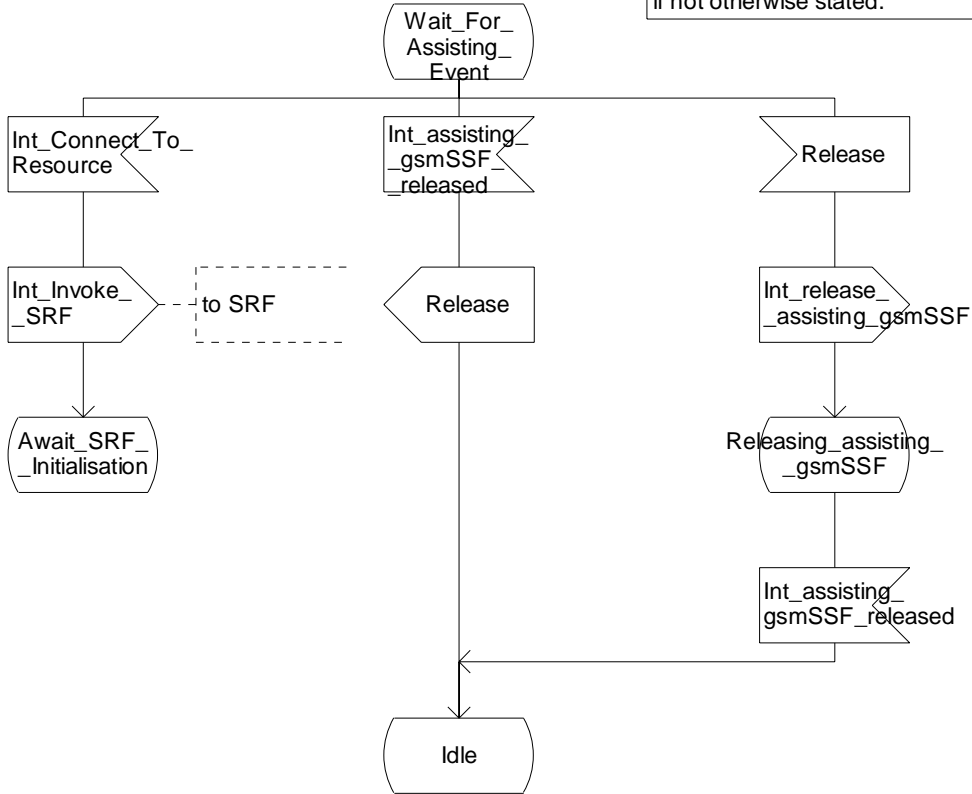 if not otherwise stated.
Wait_For_
Assisting_
Event
Int_Connect_To_
Resource
Int_assisting_
_gsmSSF_
_released
Release
Int_Invoke_
_SRF
to SRF
Release
Int_release_
_assisting_gsmSSF
Await_SRF_
_Initialisation
Releasing_assisting_
_gsmSSF
Int_assisting_
gsmSSF_released
Idle